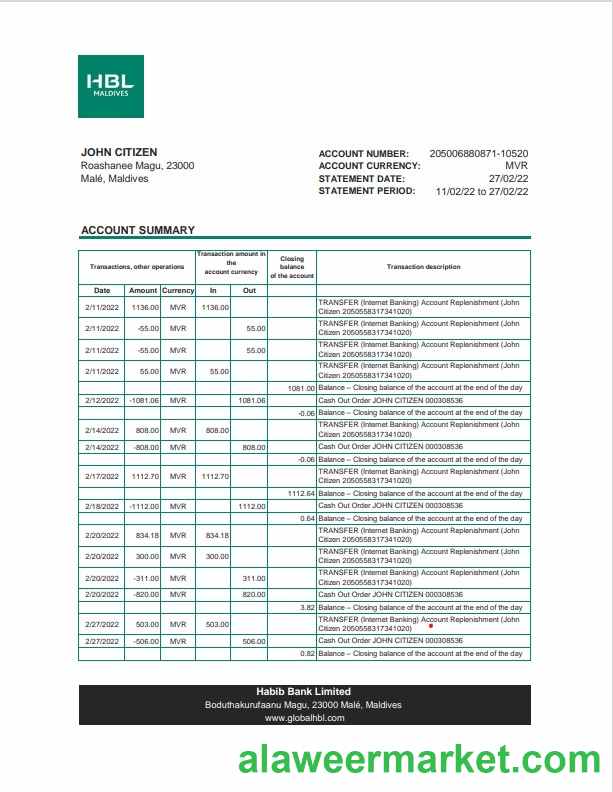 HBL
MALDIVES
JOHN CITIZEN
Roashanee Magu, 23000
Malé, Maldives
ACCOUNT NUMBER: 205006880871-10520
ACCOUNT CURRENCY: MVR
STATEMENT DATE: 27/02/22
STATEMENT PERIOD: 11/02/22 to 27/02/22
ACCOUNT SUMMARY
Transactions, other operations
Transaction amount in
the
account currency
Closing
balance
of the account
Transaction description
Date Amount Currency In Out
2/11/2022 1136.00 MVR 1136.00 TRANSFER (Internet Banking) Account Replenishment (John
Citizen 2050558317341020)
2/11/2022 -55.00 MVR 55.00 TRANSFER (Internet Banking) Account Replenishment (John
Citizen 2050558317341020)
2/11/2022 -55.00 MVR 55.00 TRANSFER (Internet Banking) Account Replenishment (John
Citizen 2050558317341020)
2/11/2022 55.00 MVR 55.00 TRANSFER (Internet Banking) Account Replenishment (John
Citizen 2050558317341020)
1081.00 Balance – Closing balance of the account at the end of the day
2/12/2022 -1081.06 MVR 1081.06 Cash Out Order JOHN CITIZEN 000308536
-0.06 Balance – Closing balance of the account at the end of the day
2/14/2022 808.00 MVR 808.00 TRANSFER (Internet Banking) Account Replenishment (John
Citizen 2050558317341020)
2/14/2022 -808.00 MVR 808.00 Cash Out Order JOHN CITIZEN 000308536
-0.06 Balance – Closing balance of the account at the end of the day
2/17/2022 1112.70 MVR 1112.70 TRANSFER (Internet Banking) Account Replenishment (John
Citizen 2050558317341020)
1112.64 Balance – Closing balance of the account at the end of the day
2/18/2022 -1112.00 MVR 1112.00 Cash Out Order JOHN CITIZEN 000308536
0.64 Balance – Closing balance of the account at the end of the day
2/20/2022 834.18 MVR 834.18 TRANSFER (Internet Banking) Account Replenishment (John
Citizen 2050558317341020)
2/20/2022 300.00 MVR 300.00 TRANSFER (Internet Banking) Account Replenishment (John
Citizen 2050558317341020)
2/20/2022 -311.00 MVR 311.00 TRANSFER (Internet Banking) Account Replenishment (John
Citizen 2050558317341020)
2/20/2022 -820.00 MVR 820.00 Cash Out Order JOHN CITIZEN 000308536
3.82 Balance – Closing balance of the account at the end of the day
2/27/2022 503.00 MVR 503.00 TRANSFER (Internet Banking) Account Replenishment (John
Citizen 2050558317341020)
2/27/2022 -506.00 MVR 506.00 Cash Out Order JOHN CITIZEN 000308536
0.82 Balance – Closing balance of the account at the end of the day
Habib Bank Limited
Boduthakurufaanu Magu, 23000 Malé, Maldives
www.globalhbl.com
alaweermarket.com